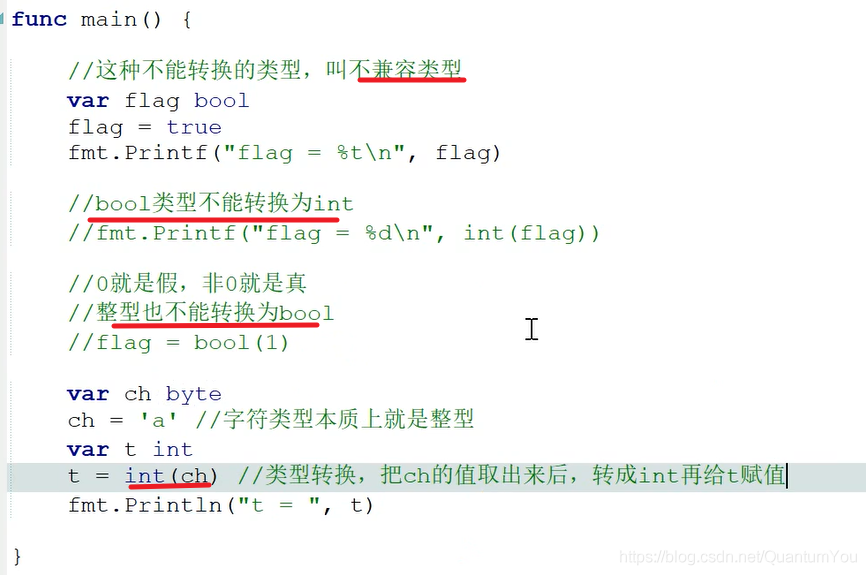 func main() {
//这种不能转换的类型，叫不兼容类型
var flag bool
flag = true
fmt.Printf("flag = %t\n", flag)
//bool类型不能转换为int
//fmt.Printf("flag = %d\n", int(flag))
//0就是假，非0就是真
//整型也不能转换为bool
//flag = bool(1)
var ch byte
ch = 'a' //字符类型本质上就是整型
var t int
t = int(ch) //类型转换，把ch的值取出来后，转成int再给t赋值
fmt.Println("t = ", t)
}
https://blog.csdn.net/QuantumYou